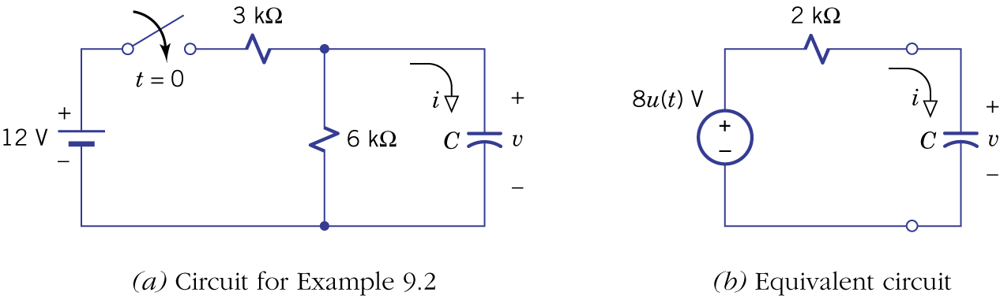 3 kΩ
t = 0
+
12 V
−
6 kΩ
i
C
+
v
−
(a) Circuit for Example 9.2
2 kΩ
8u(t) V
+
−
i
C
+
v
−
(b) Equivalent circuit